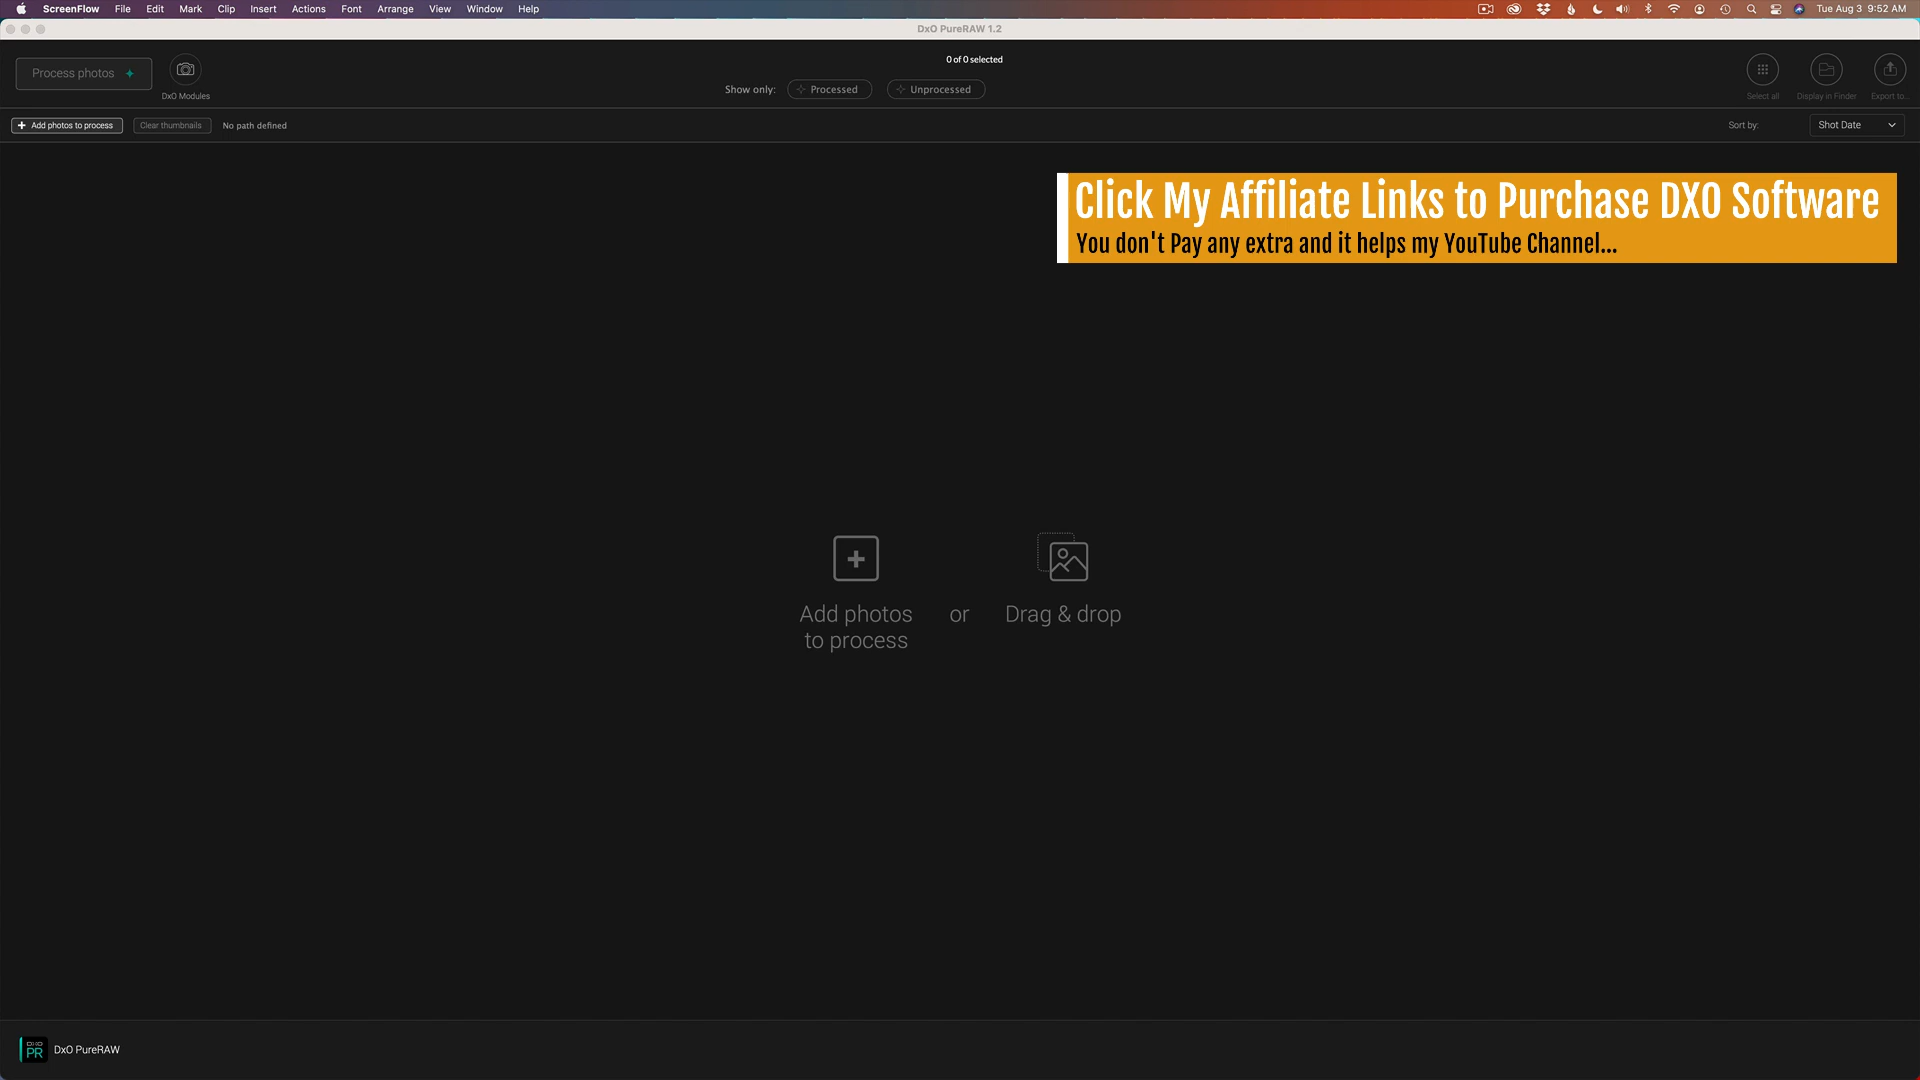 ScreenFlow File Edit Mark Clip Insert Actions Font Arrange View Window Help Tue Aug 3 9:52 AM
DxO PureRAW 1.2
Process photos
DxO Modules
0 of 0 selected
Show only: Processed Unprocessed
Select all Display in Finder Export to...
Add photos to process Clear thumbnails No path defined Sort by: Shot Date
Click My Affiliate Links to Purchase DXO Software
You don't Pay any extra and it helps my YouTube Channel...
Add photos or Drag & drop
to process
DXO
PR
DxO PureRAW